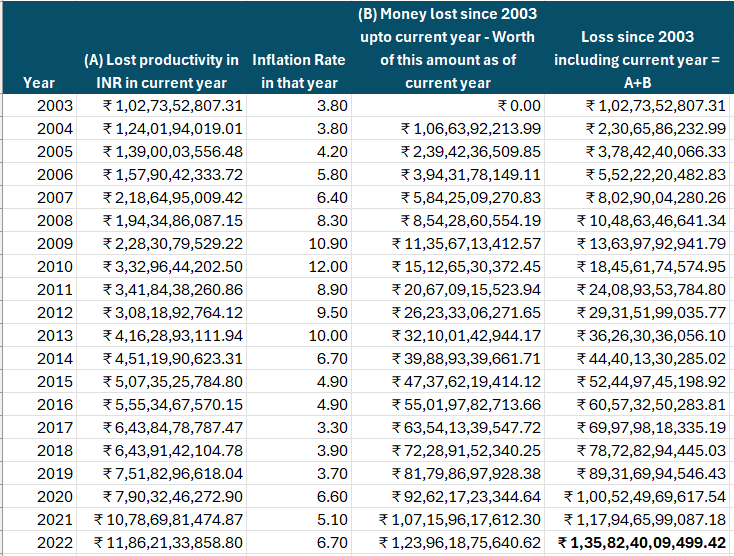 Year (A) Lost productivity in INR in current year Inflation Rate in that year (B) Money lost since 2003 upto current year - Worth of this amount as of current year Loss since 2003 including current year = A+B
2003 ₹ 1,02,73,52,807.31 3.80 ₹ 0.00 ₹ 1,02,73,52,807.31
2004 ₹ 1,24,01,94,019.01 3.80 ₹ 1,06,63,92,213.99 ₹ 2,30,65,86,232.99
2005 ₹ 1,39,00,03,556.48 4.20 ₹ 2,39,42,36,509.85 ₹ 3,78,42,40,066.33
2006 ₹ 1,57,90,42,333.72 5.80 ₹ 3,94,31,78,149.11 ₹ 5,52,22,20,482.83
2007 ₹ 2,18,64,95,009.42 6.40 ₹ 5,84,25,09,270.83 ₹ 8,02,90,04,280.26
2008 ₹ 1,94,34,86,087.15 8.30 ₹ 8,54,28,60,554.19 ₹ 10,48,63,46,641.34
2009 ₹ 2,28,30,79,529.22 10.90 ₹ 11,35,67,13,412.57 ₹ 13,63,97,92,941.79
2010 ₹ 3,32,96,44,202.50 12.00 ₹ 15,12,65,30,372.45 ₹ 18,45,61,74,574.95
2011 ₹ 3,41,84,38,260.86 8.90 ₹ 20,67,09,15,523.94 ₹ 24,08,93,53,784.80
2012 ₹ 3,08,18,92,764.12 9.50 ₹ 26,23,33,06,271.65 ₹ 29,31,51,99,035.77
2013 ₹ 4,16,28,93,111.94 10.00 ₹ 32,10,01,42,944.17 ₹ 36,26,30,36,056.10
2014 ₹ 4,51,19,90,623.31 6.70 ₹ 39,88,93,39,661.71 ₹ 44,40,13,30,285.02
2015 ₹ 5,07,35,25,784.80 4.90 ₹ 47,37,62,19,414.12 ₹ 52,44,97,45,198.92
2016 ₹ 5,55,34,67,570.15 4.90 ₹ 55,01,97,82,713.66 ₹ 60,57,32,50,283.81
2017 ₹ 6,43,84,78,787.47 3.30 ₹ 63,54,13,39,547.72 ₹ 69,97,98,18,335.19
2018 ₹ 6,43,91,42,104.78 3.90 ₹ 72,28,91,52,340.25 ₹ 78,72,82,94,445.03
2019 ₹ 7,51,82,96,618.04 3.70 ₹ 81,79,86,97,928.38 ₹ 89,31,69,94,546.43
2020 ₹ 7,90,32,46,272.90 6.60 ₹ 92,62,17,23,344.64 ₹ 1,00,52,49,69,617.54
2021 ₹ 10,78,69,81,474.87 5.10 ₹ 1,07,15,96,17,612.30 ₹ 1,17,94,65,99,087.18
2022 ₹ 11,86,21,33,858.80 6.70 ₹ 1,23,96,18,75,640.62 ₹ 1,35,82,40,09,499.42